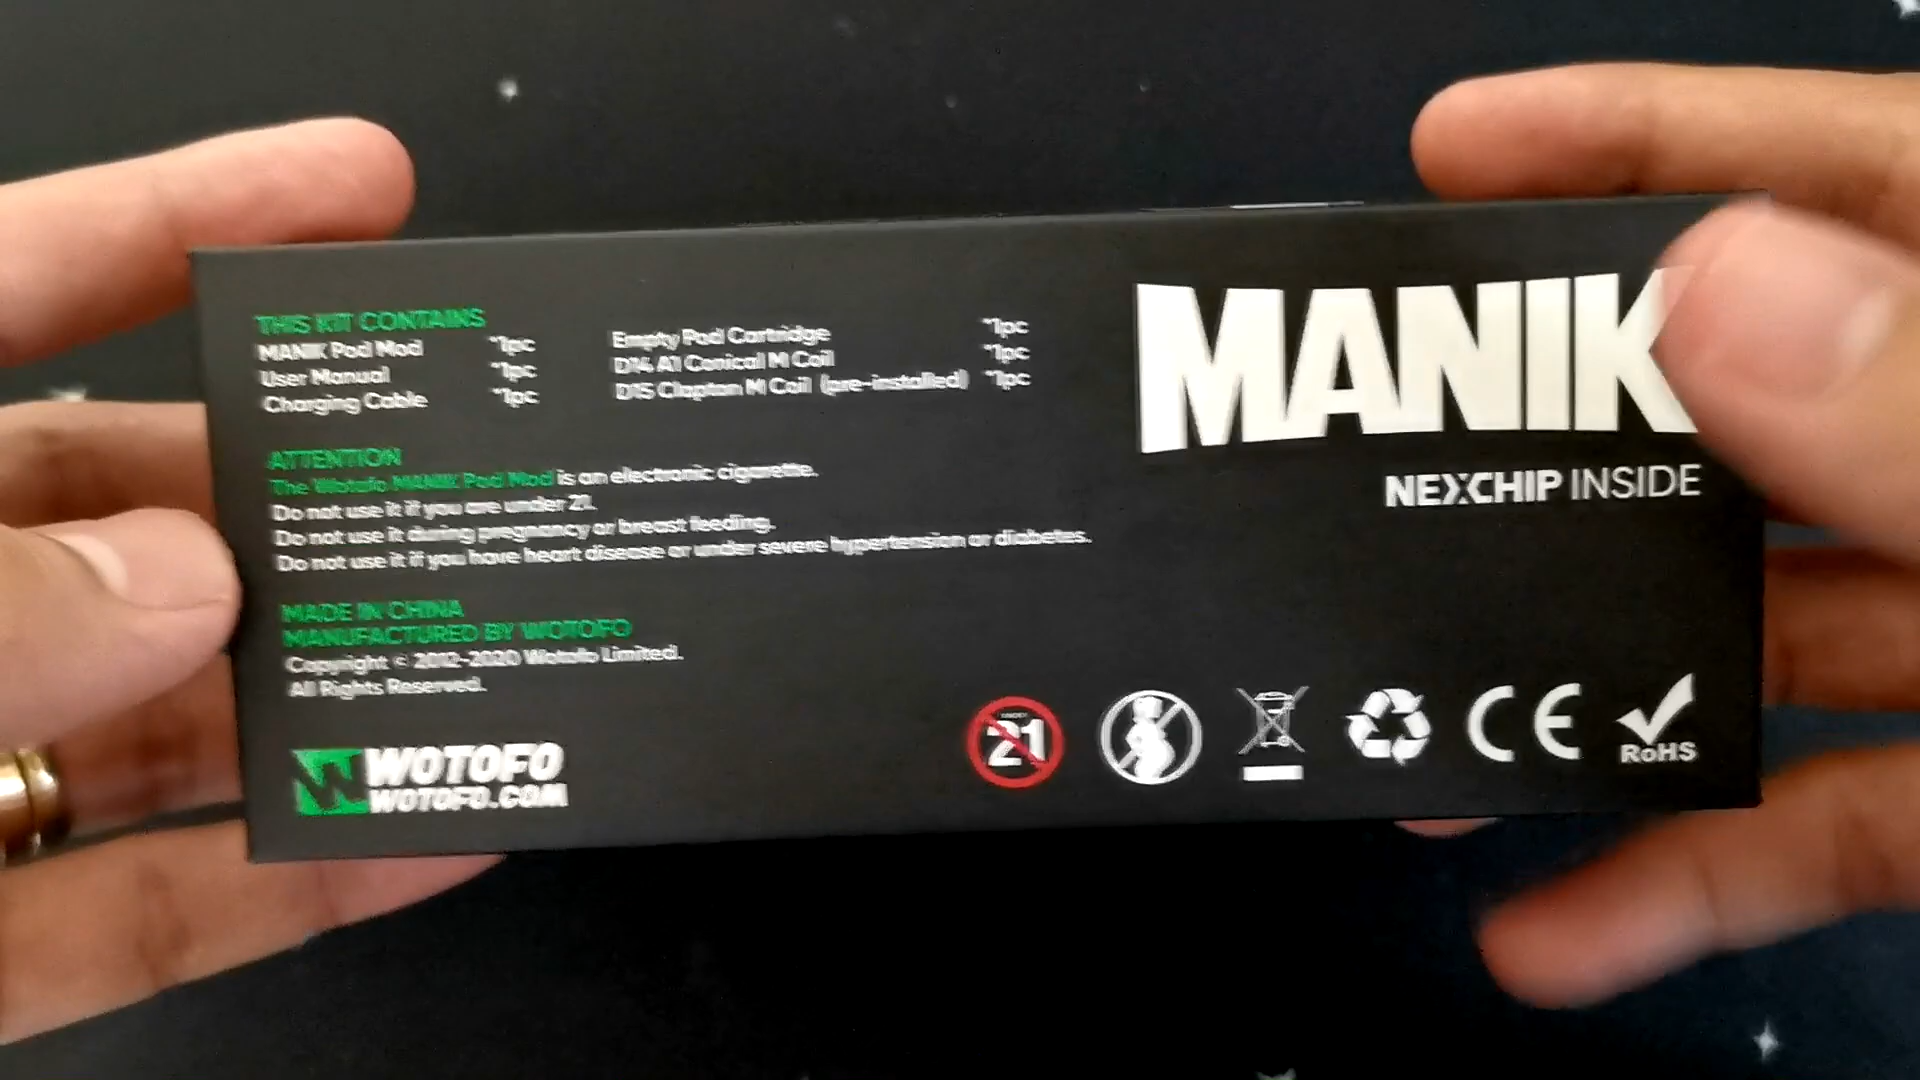 THIS KIT CONTAINS
MANIK Pod Mod *1pc
User Manual *1pc
Charging Cable *1pc
Empty Pod Cartridge *1pc
D14 A1 Conical M Coil *1pc
D15 Clapton M Coil (pre-installed) *1pc
ATTENTION
The Wotofo MANIK Pod Mod is an electronic cigarette.
Do not use it if you are under 21.
Do not use it during pregnancy or breast feeding.
Do not use it if you have heart disease or under severe hypertension or diabetes.
MADE IN CHINA
MANUFACTURED BY WOTOFO
Copyright © 2012-2020 Wotofo Limited.
All Rights Reserved.
WOTOFO
WOTOFO.COM
MANIK
NEXCHIP INSIDE
21
CE
RoHS